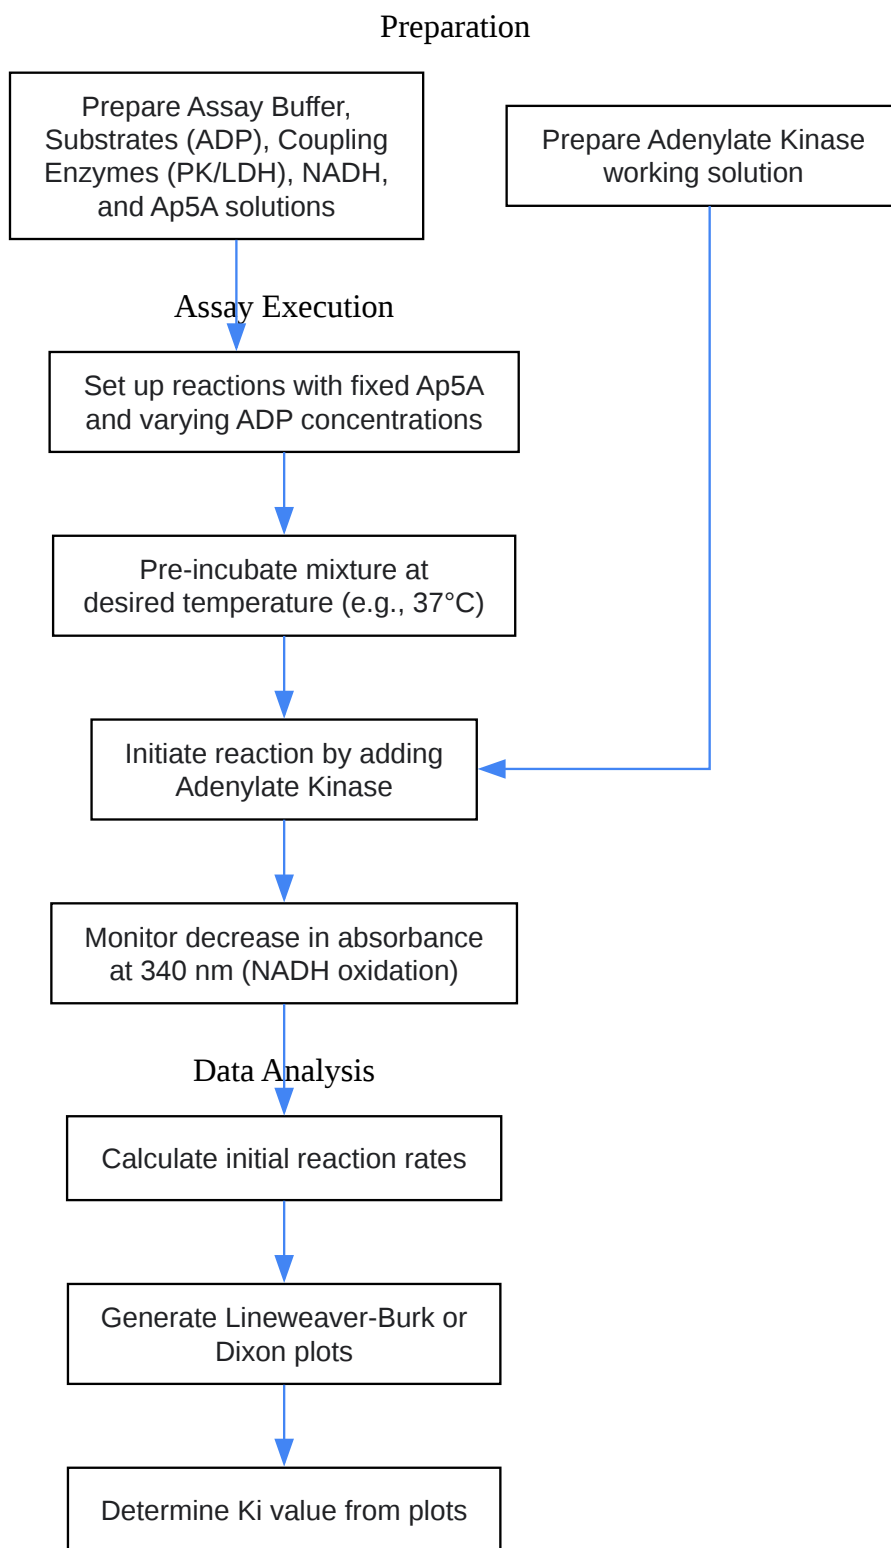 Preparation
Prepare Assay Buffer,
Substrates (ADP), Coupling
Enzymes (PK/LDH), NADH,
and Ap5A solutions
Prepare Adenylate Kinase
working solution
Assay Execution
Set up reactions with fixed Ap5A
and varying ADP concentrations
Pre-incubate mixture at
desired temperature (e.g., 37°C)
Initiate reaction by adding
Adenylate Kinase
Monitor decrease in absorbance
at 340 nm (NADH oxidation)
Data Analysis
Calculate initial reaction rates
Generate Lineweaver-Burk or
Dixon plots
Determine Ki value from plots